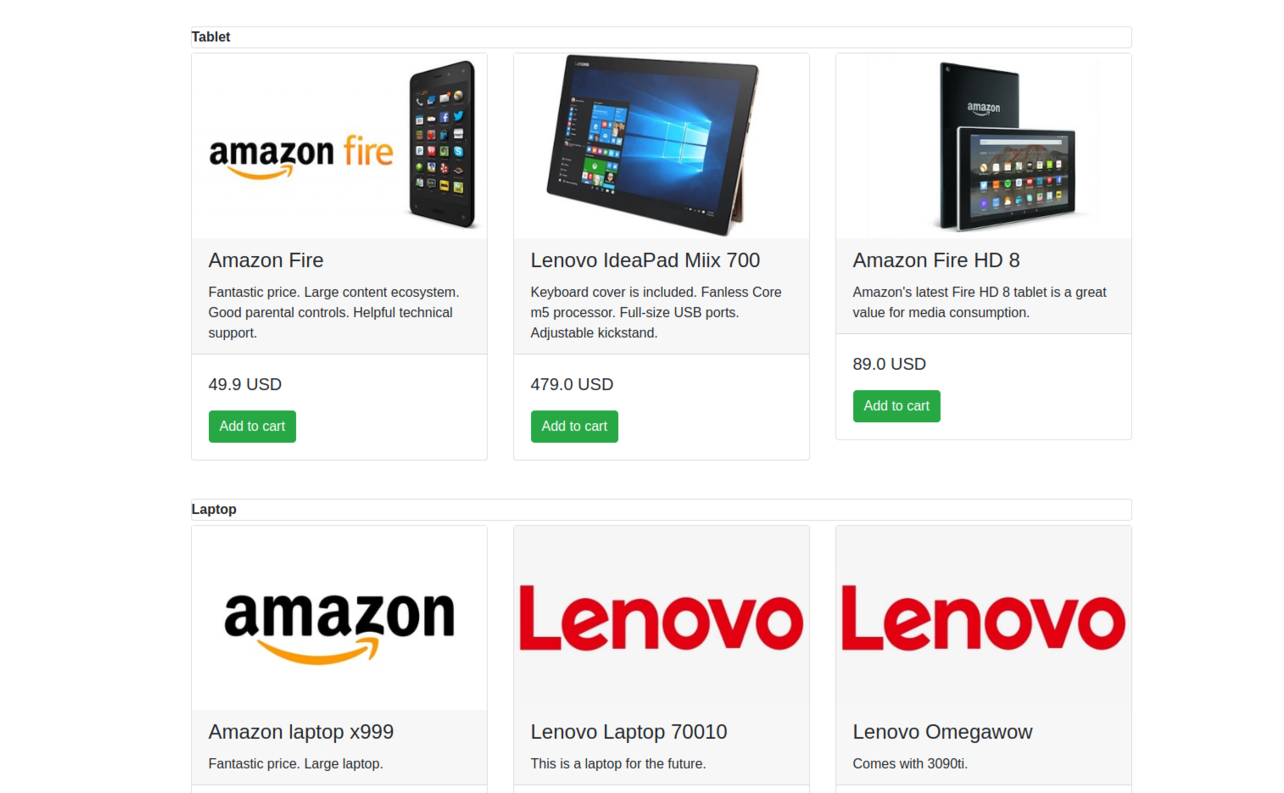 Tablet
amazon fire
Lenovo
amazon
Amazon Fire
Fantastic price. Large content ecosystem.
Good parental controls. Helpful technical
support.
49.9 USD
Add to cart
Lenovo IdeaPad Miix 700
Keyboard cover is included. Fanless Core
m5 processor. Full-size USB ports.
Adjustable kickstand.
479.0 USD
Add to cart
Amazon Fire HD 8
Amazon's latest Fire HD 8 tablet is a great
value for media consumption.
89.0 USD
Add to cart
Laptop
amazon
Lenovo
Lenovo
Amazon laptop x999
Fantastic price. Large laptop.
Lenovo Laptop 70010
This is a laptop for the future.
Lenovo Omegawow
Comes with 3090ti.